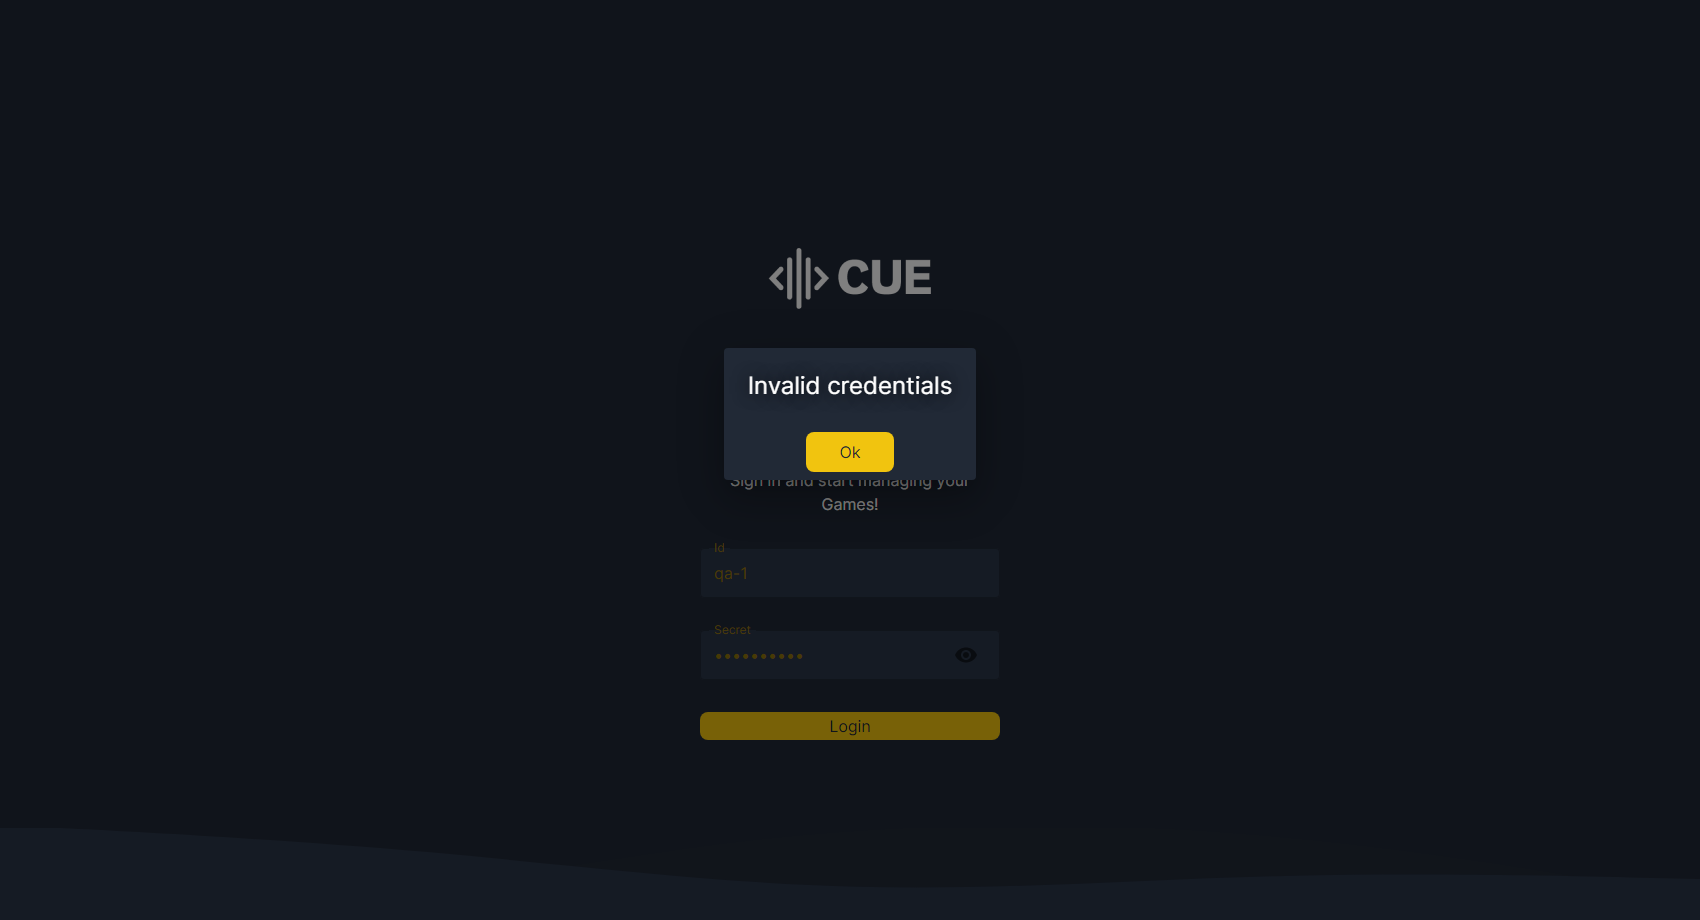 CUE
Invalid credentials
Ok
Sign in and start managing your
Games!
Id
qa-1
Secret
••••••••••
Login